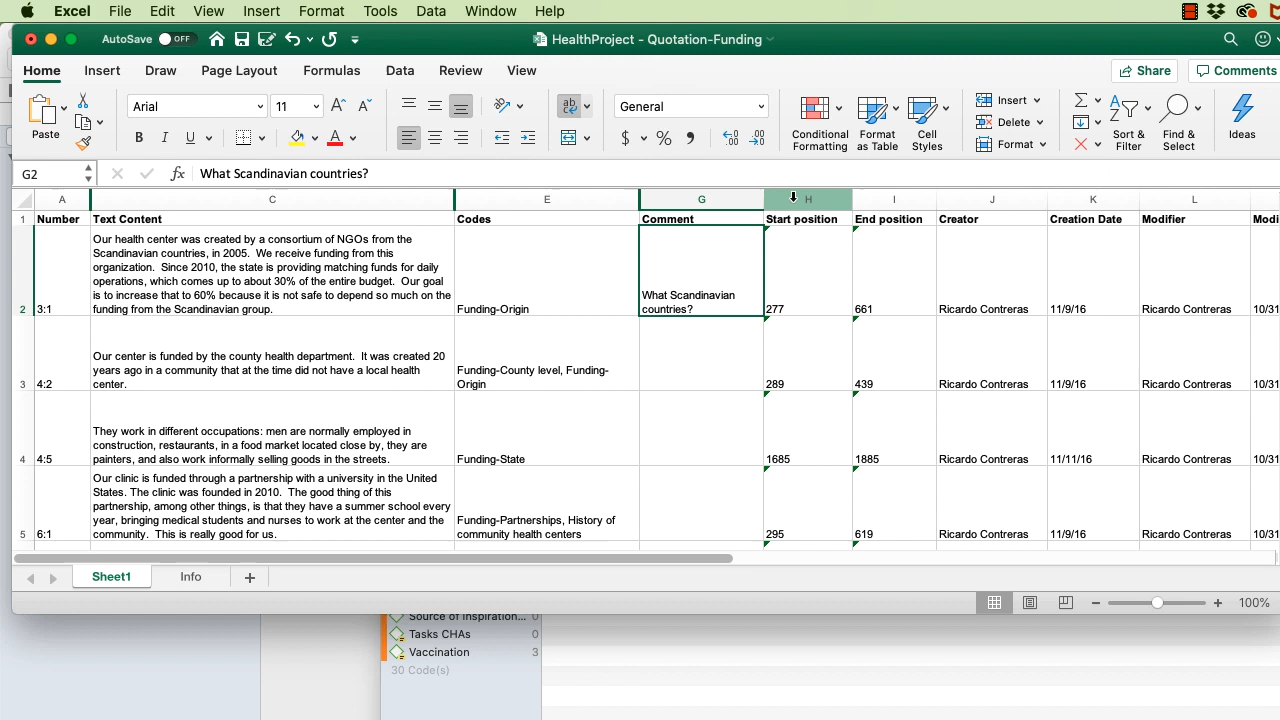 Excel File Edit View Insert Format Tools Data Window Help
AutoSave OFF HealthProject - Quotation-Funding
Home Insert Draw Page Layout Formulas Data Review View Share Comments
Paste Arial 11 General Conditional Formatting Format as Table Cell Styles Insert Delete Format Sort & Filter Find & Select Ideas
B I U A $ %
G2 fx What Scandinavian countries?
A C E G H I J K L
1 Number Text Content Codes Comment Start position End position Creator Creation Date Modifier Modi
Our health center was created by a consortium of NGOs from the
Scandinavian countries, in 2005. We receive funding from this
organization. Since 2010, the state is providing matching funds for daily
operations, which comes up to about 30% of the entire budget. Our goal
is to increase that to 60% because it is not safe to depend so much on the What Scandinavian
2 3:1 funding from the Scandinavian group. Funding-Origin countries? 277 661 Ricardo Contreras 11/9/16 Ricardo Contreras 10/31
Our center is funded by the county health department. It was created 20
years ago in a community that at the time did not have a local health Funding-County level, Funding-
3 4:2 center. Origin 289 439 Ricardo Contreras 11/9/16 Ricardo Contreras 10/31
They work in different occupations: men are normally employed in
construction, restaurants, in a food market located close by, they are
4 4:5 painters, and also work informally selling goods in the streets. Funding-State 1685 1885 Ricardo Contreras 11/11/16 Ricardo Contreras 10/31
Our clinic is funded through a partnership with a university in the United
States. The clinic was founded in 2010. The good thing of this
partnership, among other things, is that they have a summer school every
year, bringing medical students and nurses to work at the center and the Funding-Partnerships, History of
5 6:1 community. This is really good for us. community health centers 295 619 Ricardo Contreras 11/9/16 Ricardo Contreras 10/31
Sheet1 Info +
100%
Source of Inspiration... 0
Tasks CHAs 0
Vaccination 3
30 Code(s)